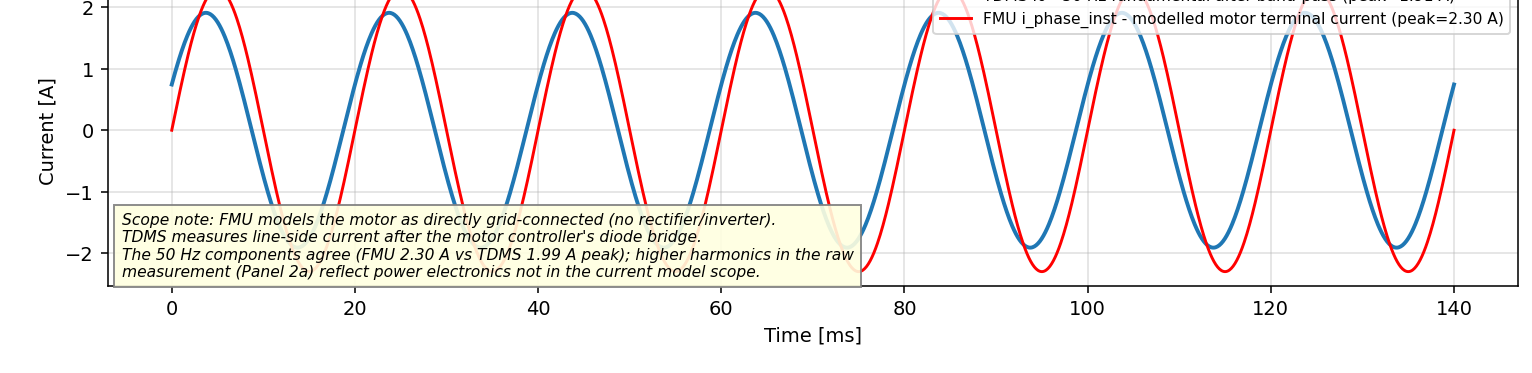 FMU i_phase_inst - modelled motor terminal current (peak=2.30 A)
2
1
0
−1
−2
Current [A]
Scope note: FMU models the motor as directly grid-connected (no rectifier/inverter).
TDMS measures line-side current after the motor controller's diode bridge.
The 50 Hz components agree (FMU 2.30 A vs TDMS 1.99 A peak); higher harmonics in the raw
measurement (Panel 2a) reflect power electronics not in the current model scope.
0 20 40 60 80 100 120 140
Time [ms]